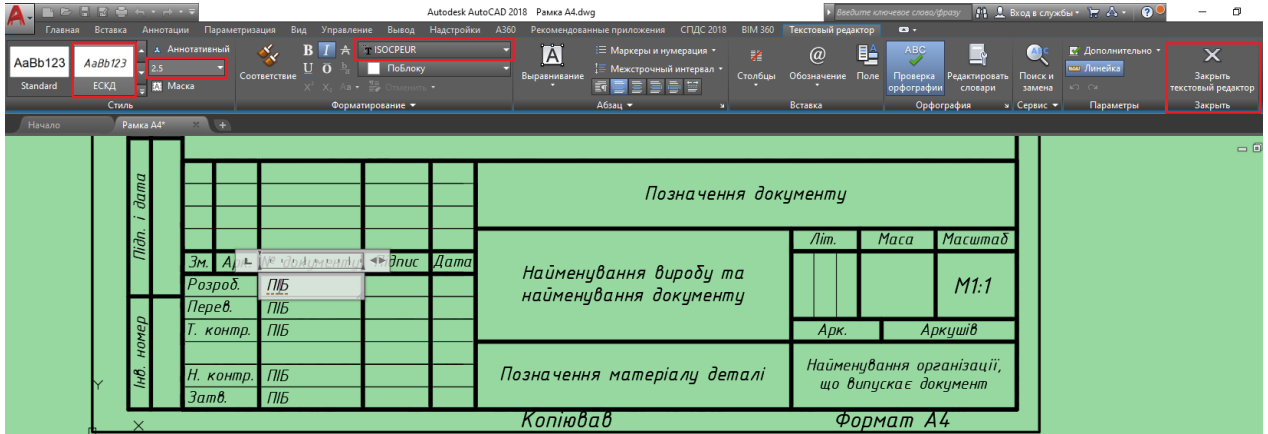 Autodesk AutoCAD 2018 Рамка А4.dwg
Введите ключевое слово/фразу
Вход в службы
Главная Вставка Аннотации Параметризация Вид Управление Вывод Надстройки A360 Рекомендованные приложения СПДС 2018 BIM 360 Текстовый редактор
AaBb123
Standard
AaBb123
ЕСКД
Аннотативный
2.5
Маска
Стиль
Соответствие
ISOCPEUR
ПоБлоку
Отменить
Форматирование
Выравнивание
Маркеры и нумерация
Межстрочный интервал
Абзац
Столбцы
Обозначение
Поле
Вставка
ABC
Проверка
орфографии
Редактировать
словари
Орфография
Поиск и
замена
Сервис
Дополнительно
Линейка
Параметры
Закрыть
текстовый редактор
Закрыть
Начало
Рамка А4*
Підп. і дата
Інв. номер
Позначення документу
Зм.
Дата
Розроб. ПІБ
Перев. ПІБ
Т. контр. ПІБ
Н. контр. ПІБ
Затв. ПІБ
Найменування виробу та
найменування документу
Літ. Маса Масштаб
М1:1
Арк. Аркушів
Позначення матеріалу деталі
Найменування організації,
що випускає документ
Копіював Формат А4
Y
X